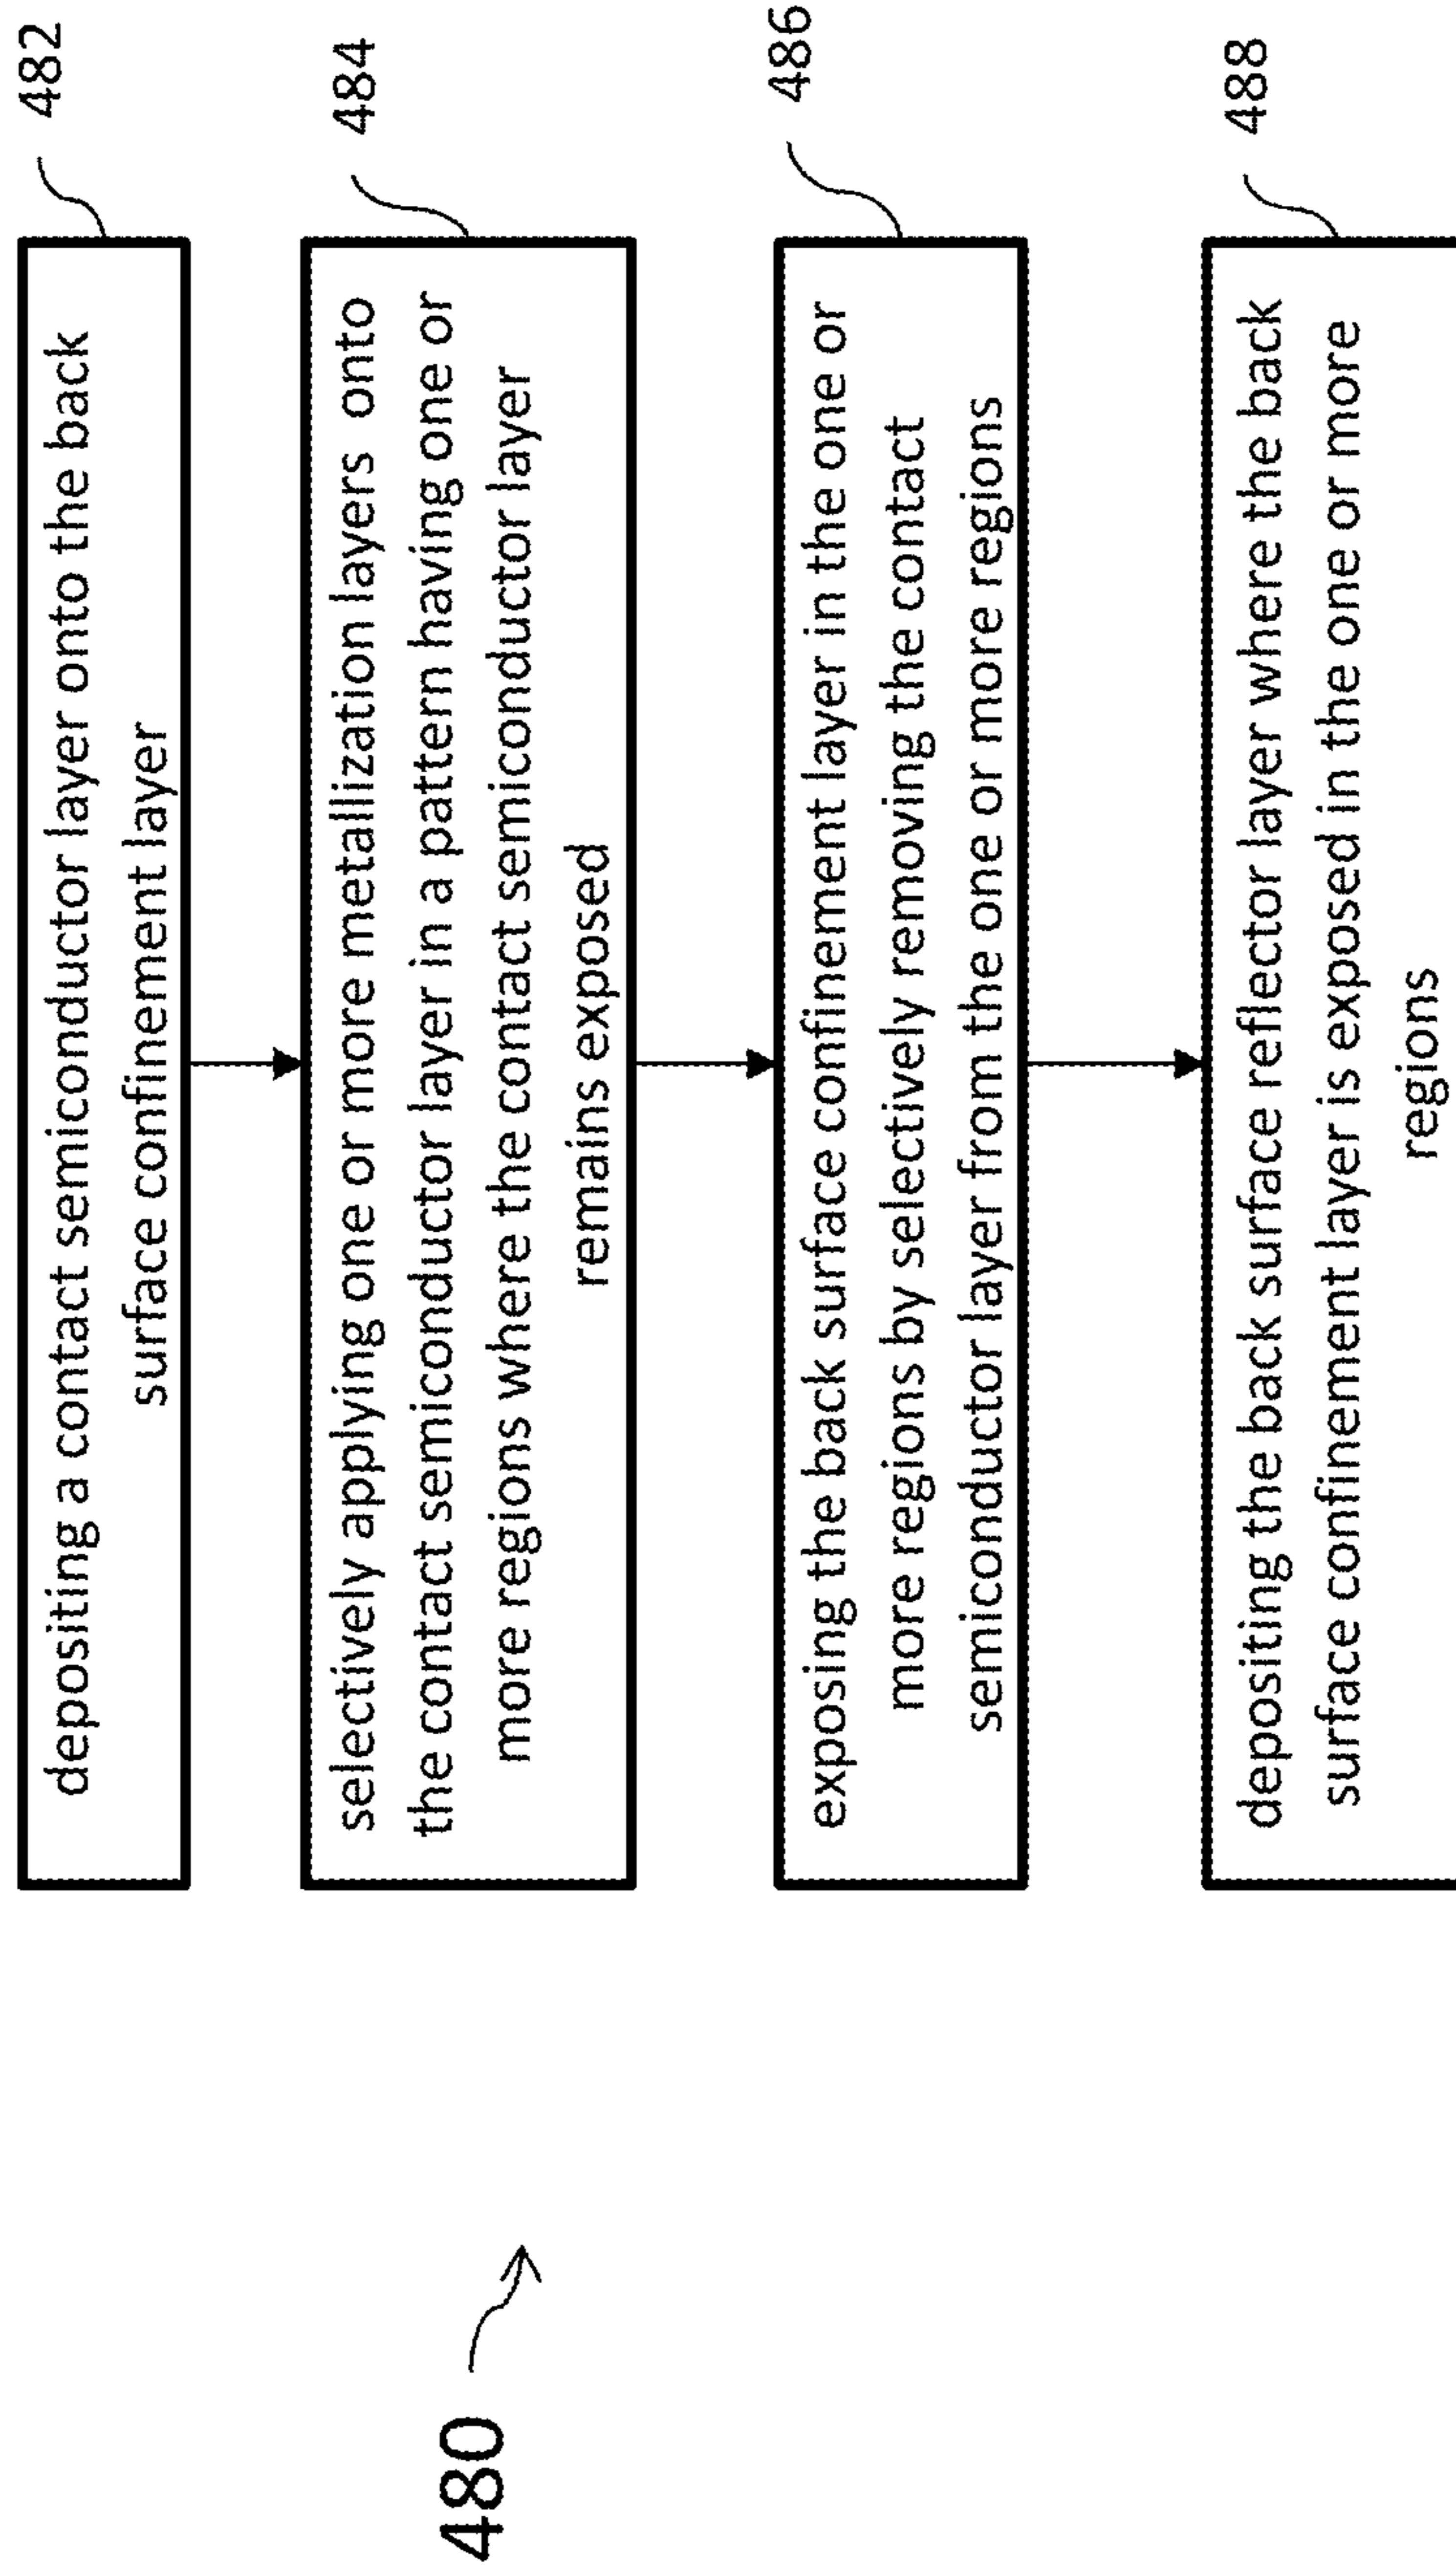 480
482
depositing a contact semiconductor layer onto the back
surface confinement layer
484
selectively applying one or more metallization layers onto
the contact semiconductor layer in a pattern having one or
more regions where the contact semiconductor layer
remains exposed
486
exposing the back surface confinement layer in the one or
more regions by selectively removing the contact
semiconductor layer from the one or more regions
488
depositing the back surface reflector layer where the back
surface confinement layer is exposed in the one or more
regions